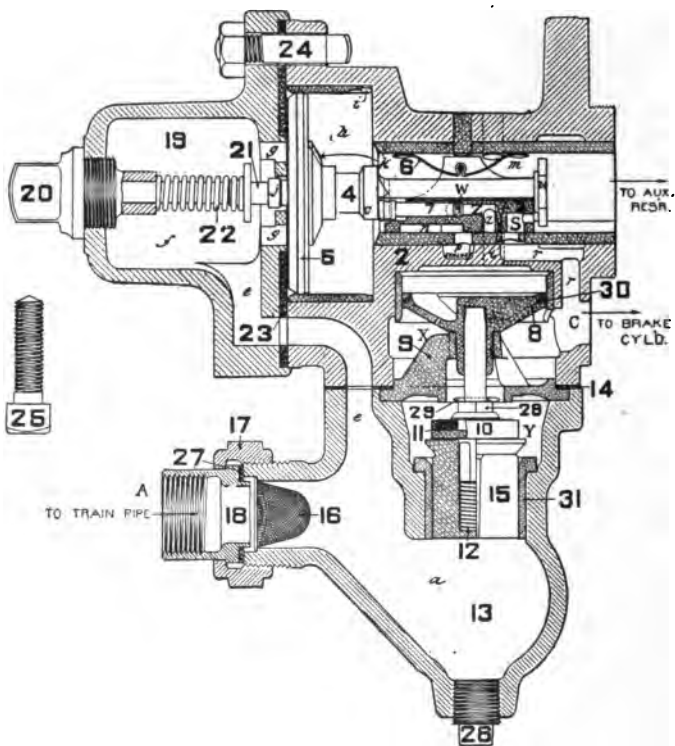 24
19
21
g
i
h
k
6
m
20
J
4
W
TO AUX.
RESR.
22
g
S
f
5
2
r
e
30
r
23
8
C
TO BRAKE
CYLD.
9
X
14
25
29
28
17
e
11
10
Y
27
A
15
31
TO TRAIN PIPE
18
16
12
a
13
26